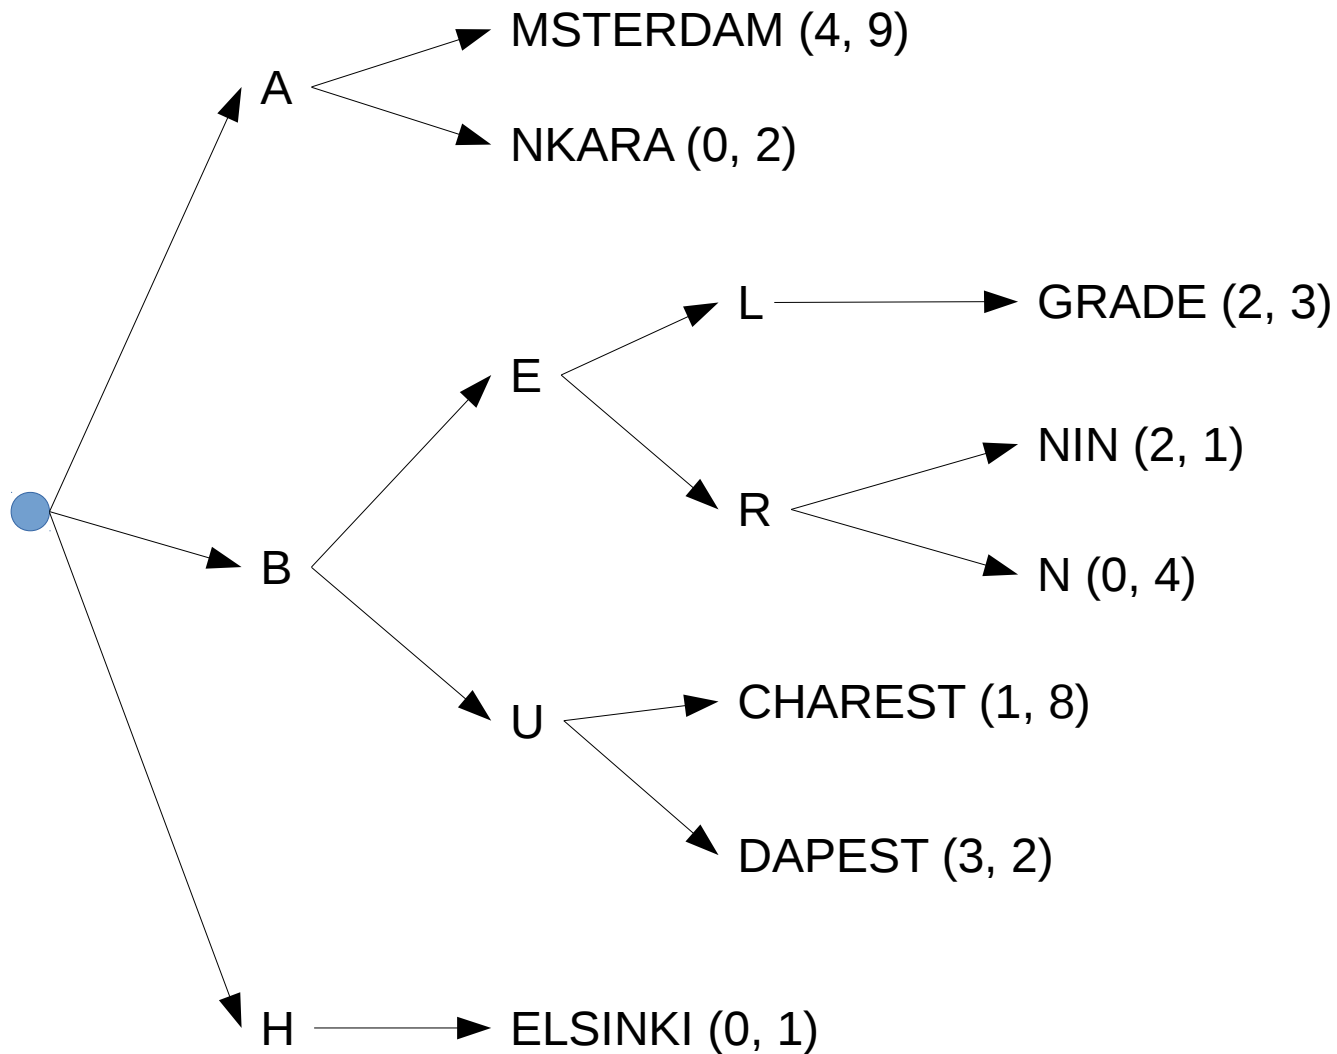 MSTERDAM (4, 9)
A
NKARA (0, 2)
L
GRADE (2, 3)
E
NIN (2, 1)
R
B
N (0, 4)
CHAREST (1, 8)
U
DAPEST (3, 2)
H
ELSINKI (0, 1)